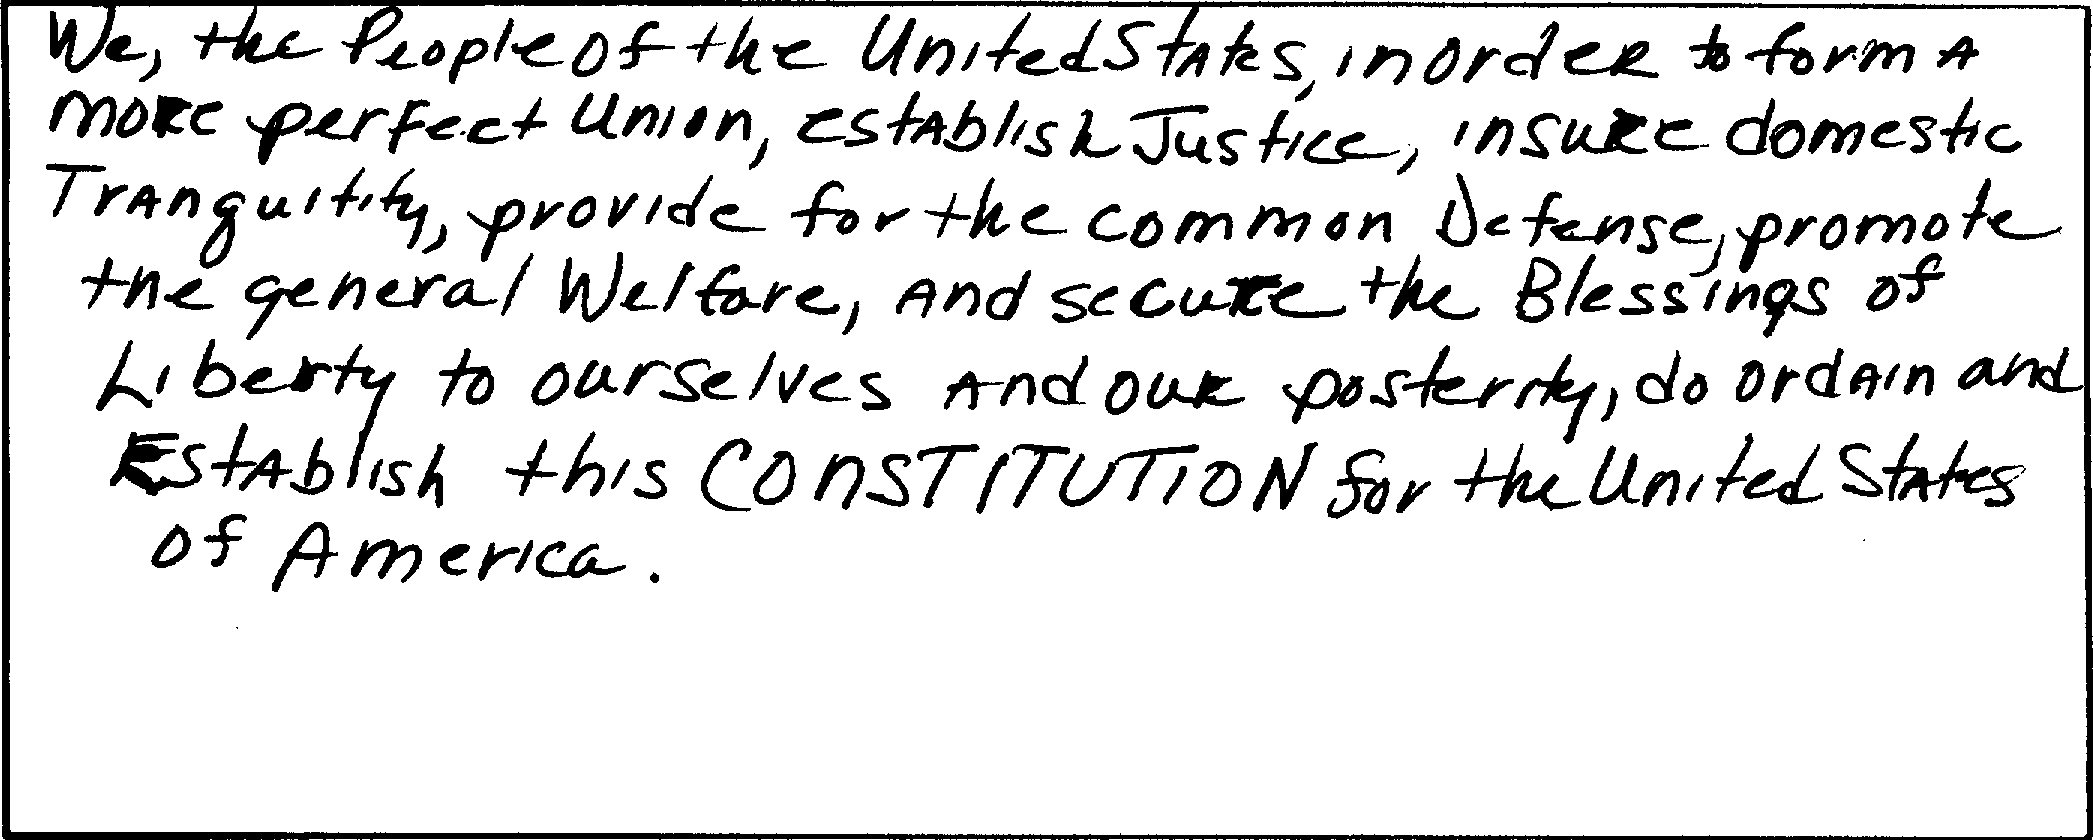 We, the People of the United States, in order to form A
more perfect Union, establish Justice, insure domestic
Tranquitity, provide for the common Defense, promote
the general Welfare, and secure the Blessings of
Liberty to ourselves and our posterity, do ordain and
Establish this CONSTITUTION for the United States
of America.